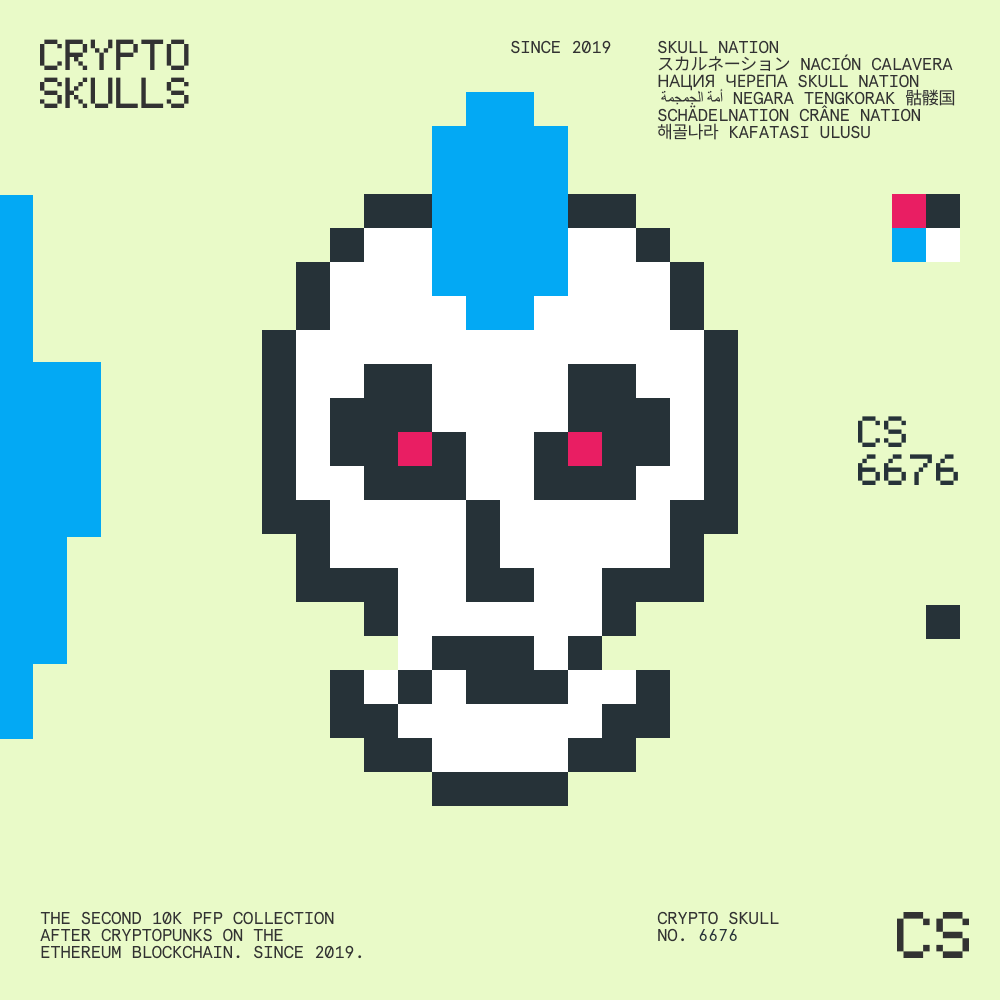 CRYPTO
SKULLS
SINCE 2019
SKULL NATION
スカルネーション NACIÓN CALAVERA
НАЦИЯ ЧЕРЕПА SKULL NATION
أمة الجمجمة NEGARA TENGKORAK 骷髅国
SCHÄDELNATION CRÂNE NATION
해골나라 KAFATASI ULUSU
CS
6676
THE SECOND 10K PFP COLLECTION
AFTER CRYPTOPUNKS ON THE
ETHEREUM BLOCKCHAIN. SINCE 2019.
CRYPTO SKULL
NO. 6676
CS